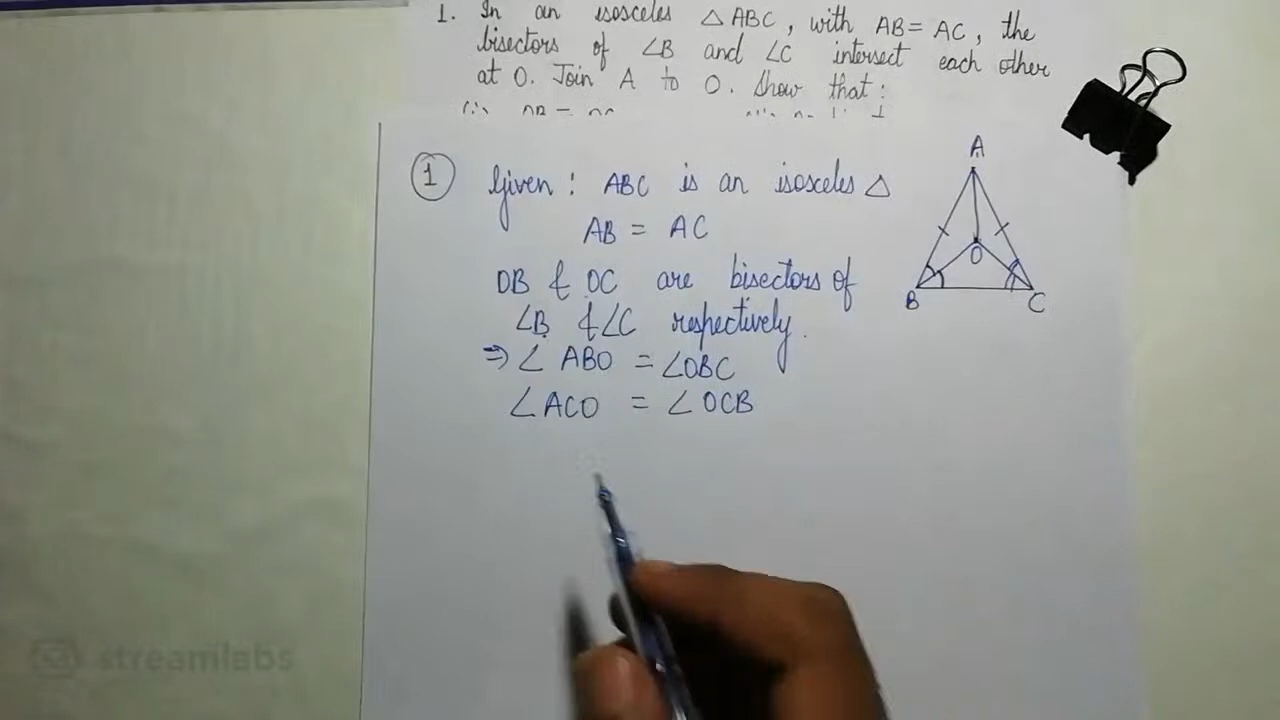 1. In an isosceles △ ABC, with AB = AC, the
bisectors of ∠B and ∠C intersect each other
at O. Join A to O. Show that :
① Given : ABC is an isosceles △
AB = AC
OB & OC are bisectors of
∠B & ∠C respectively.
⇒ ∠ ABO = ∠OBC
∠ACO = ∠OCB
A
O
B
C
streamlabs